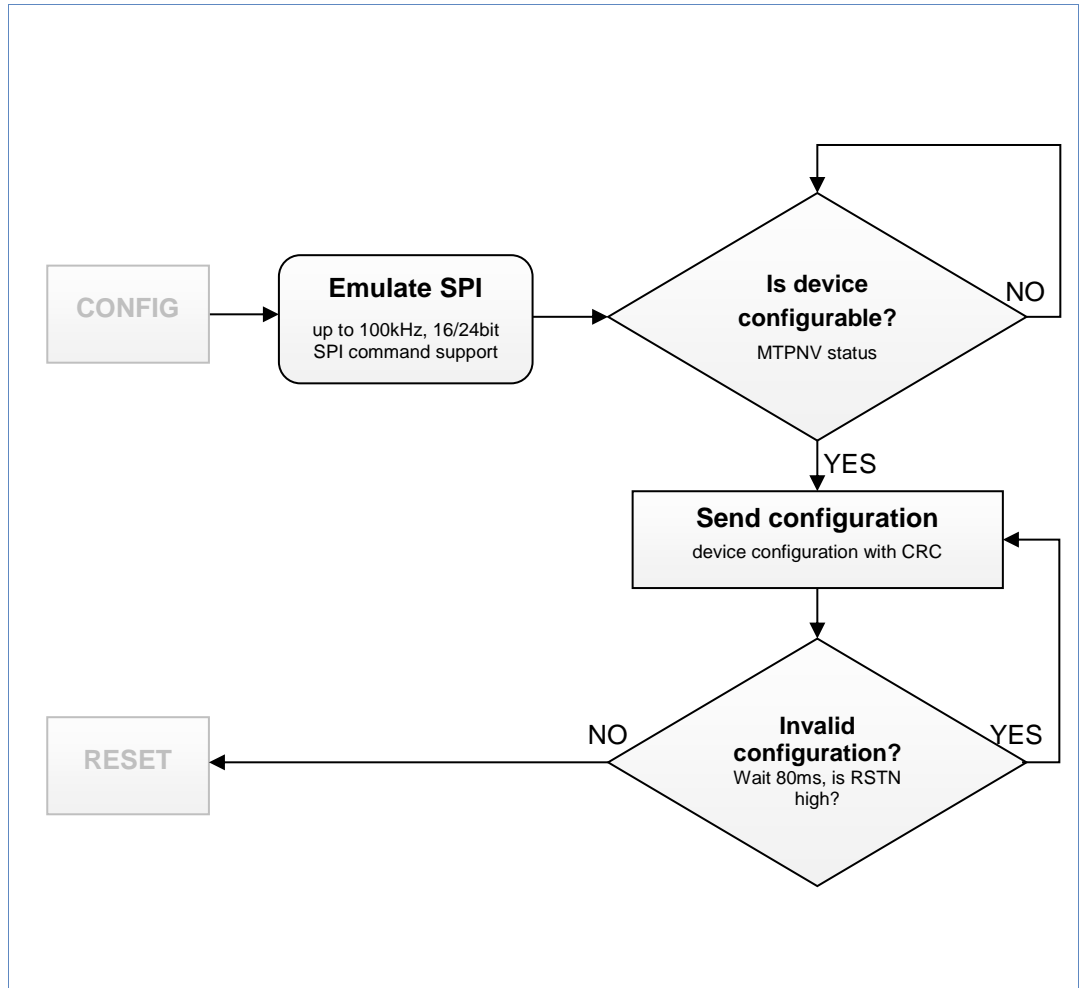 CONFIG
Emulate SPI
up to 100kHz, 16/24bit
SPI command support
Is device
configurable?
MTPNV status
NO
YES
Send configuration
device configuration with CRC
Invalid
configuration?
Wait 80ms, is RSTN
high?
YES
NO
RESET